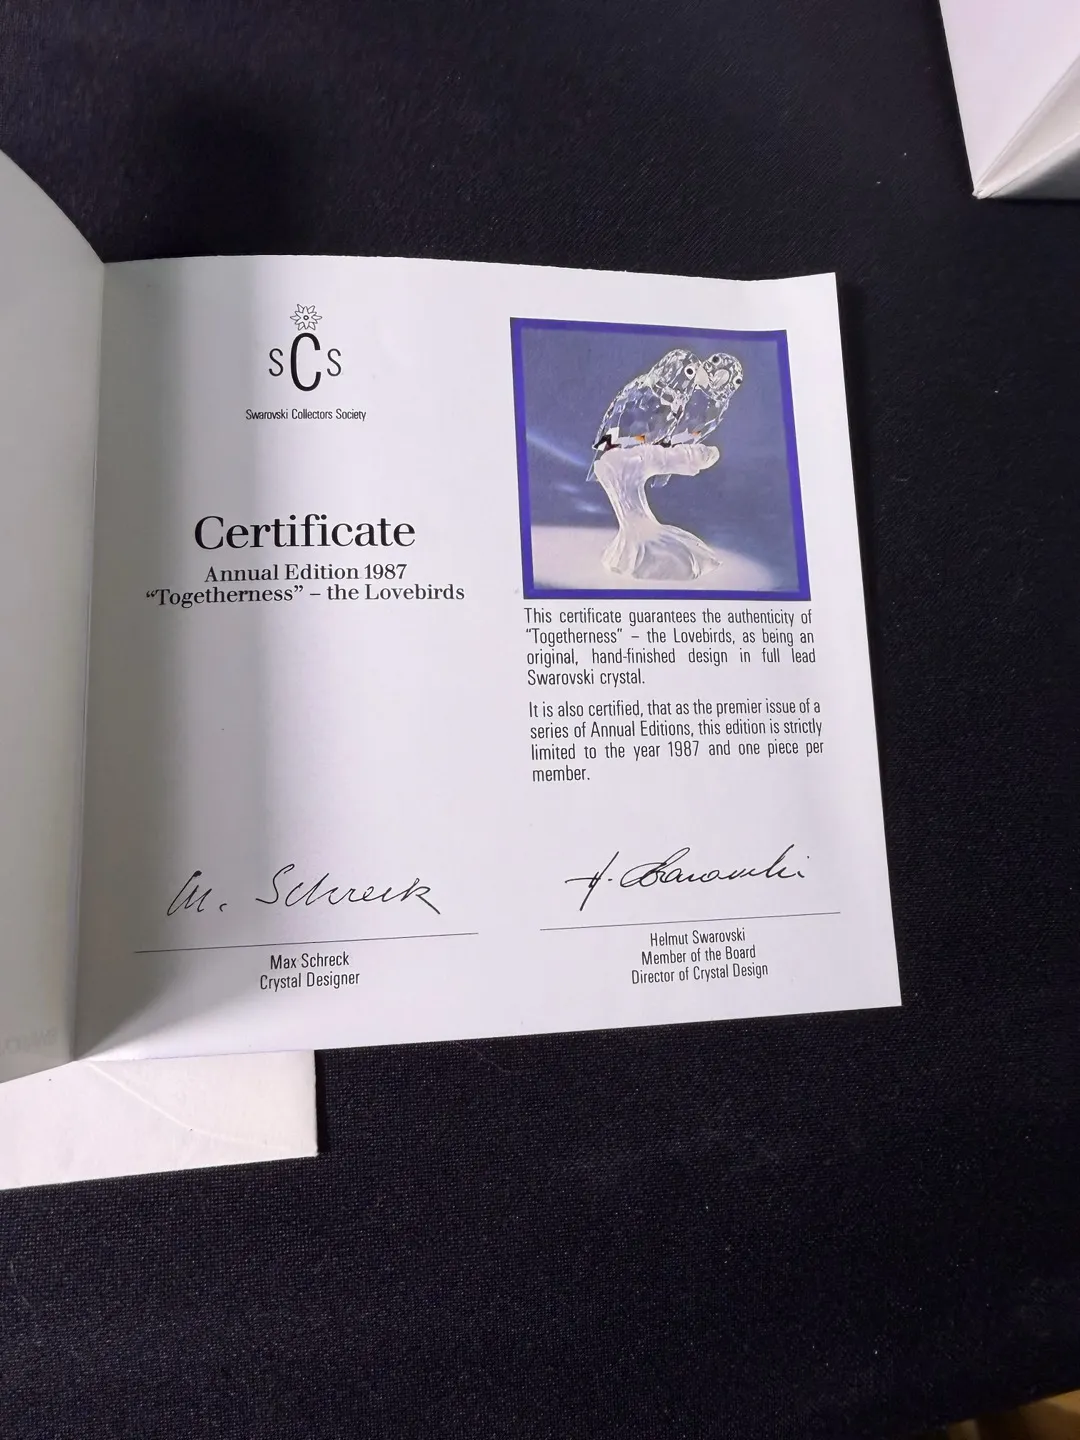 SCS
Swarovski Collectors Society
Certificate
Annual Edition 1987
“Togetherness” – the Lovebirds
This certificate guarantees the authenticity of
“Togetherness” – the Lovebirds, as being an
original, hand-finished design in full lead
Swarovski crystal.
It is also certified, that as the premier issue of a
series of Annual Editions, this edition is strictly
limited to the year 1987 and one piece per
member.
M. Schreck
Max Schreck
Crystal Designer
H. Swarovski
Helmut Swarovski
Member of the Board
Director of Crystal Design